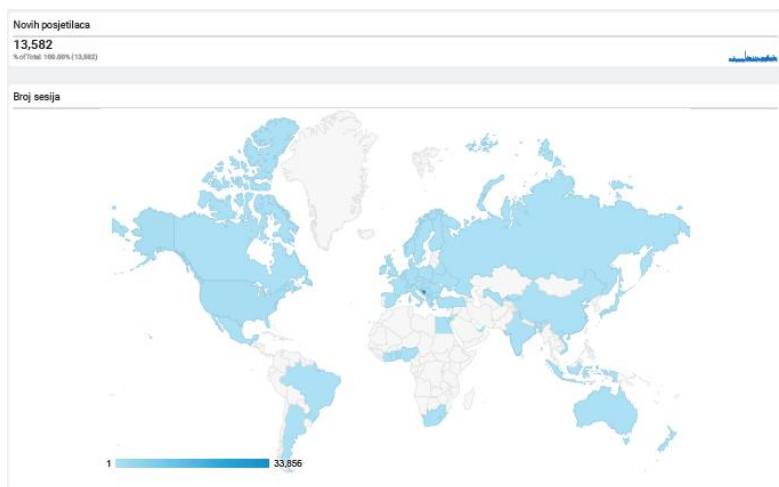 Novih posjetilaca
13,582
% of Total: 100.00% (13,582)
Broj sesija
1
33,856